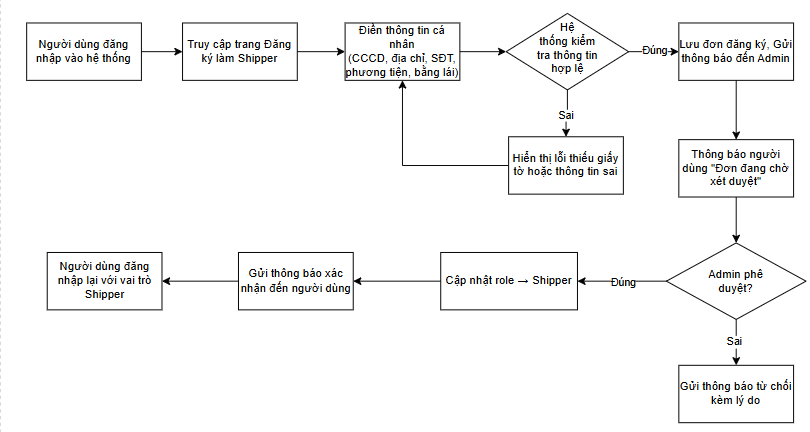 Người dùng đăng
nhập vào hệ thống
Truy cập trang Đăng
ký làm Shipper
Điền thông tin cá
nhân
(CCCD, địa chỉ, SĐT,
phương tiện, bằng lái)
Hệ
thống kiểm
tra thông tin
hợp lệ
Đúng
Lưu đơn đăng ký, Gửi
thông báo đến Admin
Sai
Hiển thị lỗi thiếu giấy
tờ hoặc thông tin sai
Thông báo người
dùng "Đơn đang chờ
xét duyệt"
Admin phê
duyệt?
Đúng
Cập nhật role → Shipper
Gửi thông báo xác
nhận đến người dùng
Người dùng đăng
nhập lại với vai trò
Shipper
Sai
Gửi thông báo từ chối
kèm lý do